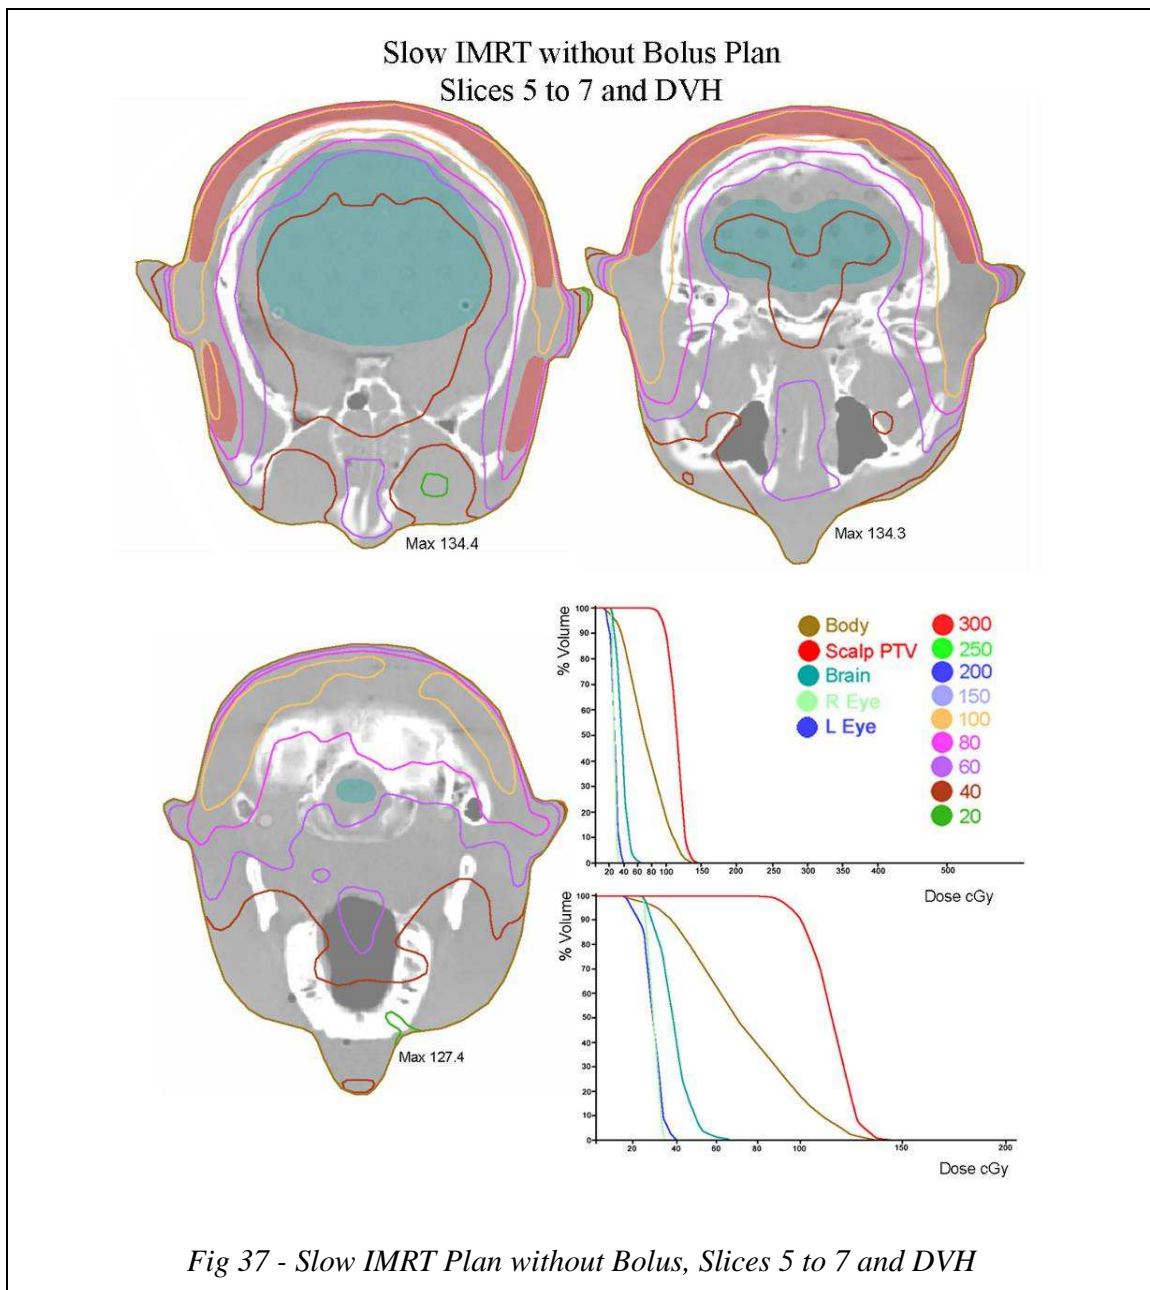 Slow IMRT without Bolus Plan
Slices 5 to 7 and DVH
Max 134.4
Max 134.3
Max 127.4
% Volume
100
90
80
70
60
50
40
30
20
10
0
20 40 60 80 100 150 200 250 300 350 400 500
Dose cGy
Body
Scalp PTV
Brain
R Eye
L Eye
300
250
200
150
100
80
60
40
20
% Volume
100
90
80
70
60
50
40
30
20
10
0
20 40 60 80 100 150 200
Dose cGy
Fig 37 - Slow IMRT Plan without Bolus, Slices 5 to 7 and DVH